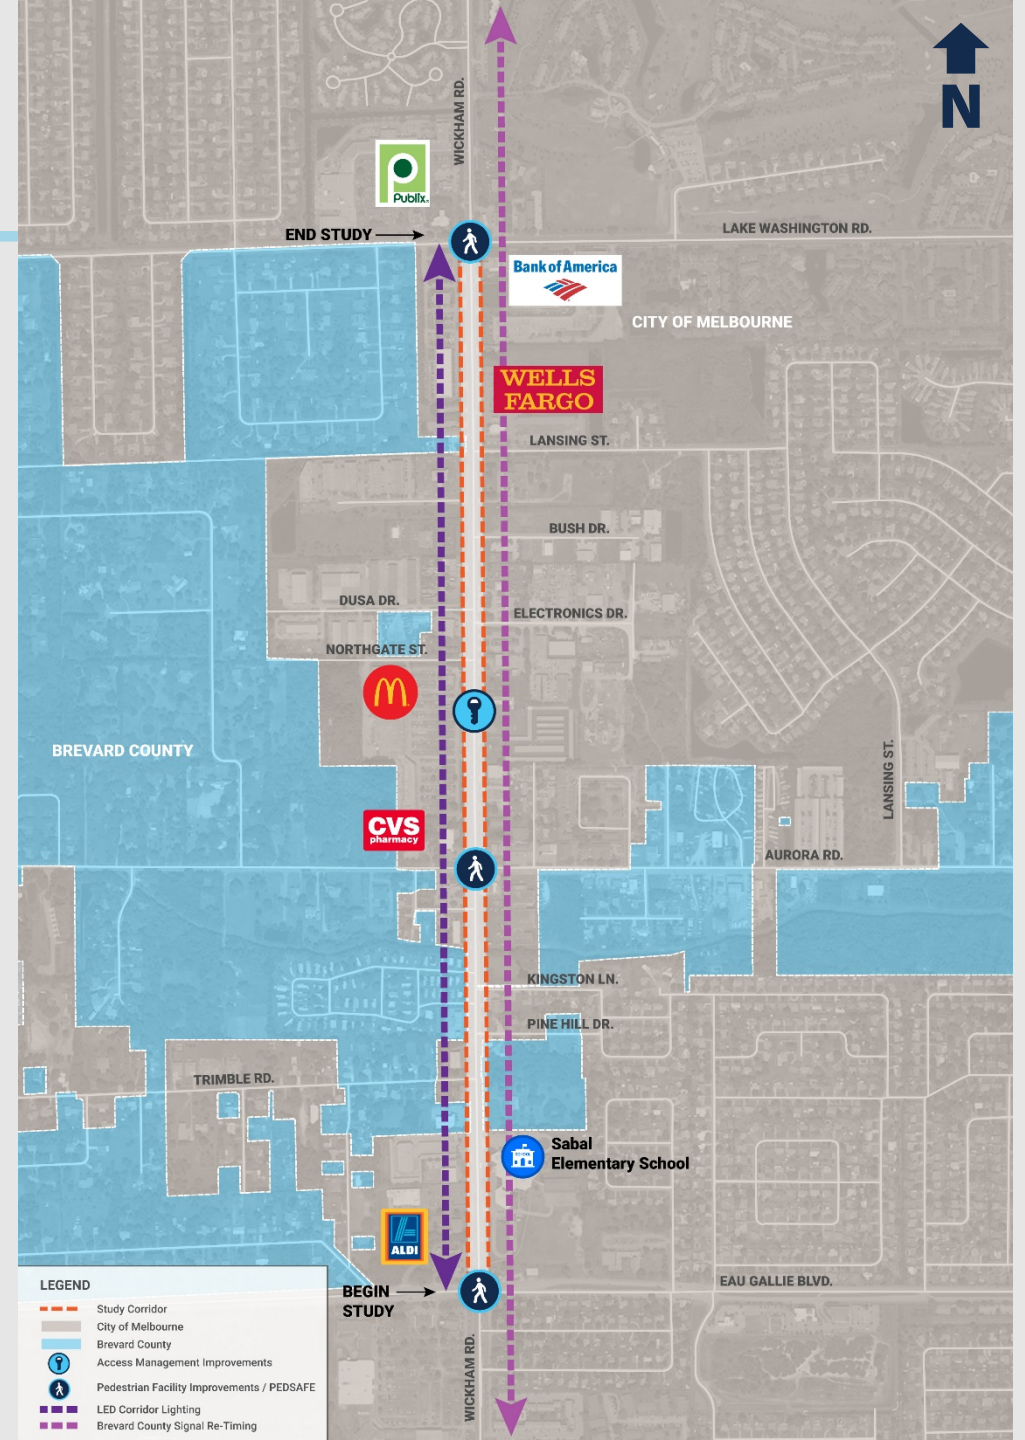 N
WICKHAM RD.
Publix
END STUDY
LAKE WASHINGTON RD.
Bank of America
CITY OF MELBOURNE
WELLS
FARGO
LANSING ST.
BUSH DR.
DUSA DR.
ELECTRONICS DR.
NORTHGATE ST.
BREVARD COUNTY
LANSING ST.
CVS
pharmacy
AURORA RD.
KINGSTON LN.
PINE HILL DR.
TRIMBLE RD.
Sabal
Elementary School
ALDI
EAU GALLIE BLVD.
BEGIN
STUDY
WICKHAM RD.
LEGEND
Study Corridor
City of Melbourne
Brevard County
Access Management Improvements
Pedestrian Facility Improvements / PEDSAFE
LED Corridor Lighting
Brevard County Signal Re-Timing